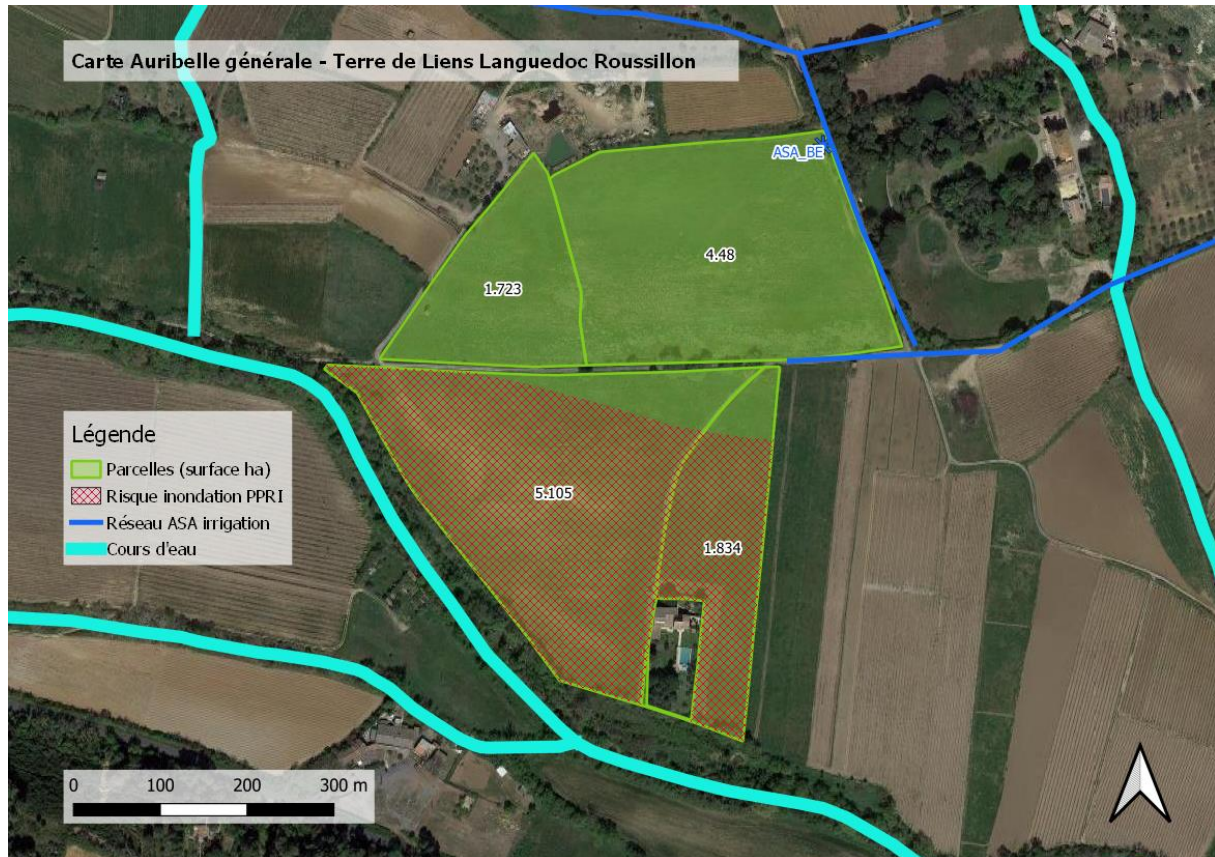 Carte Auribelle générale - Terre de Liens Languedoc Roussillon
ASA_BE
4.48
1.723
Légende
Parcelles (surface ha)
Risque inondation PPRI
Réseau ASA irrigation
Cours d'eau
5.105
1.834
0 100 200 300 m